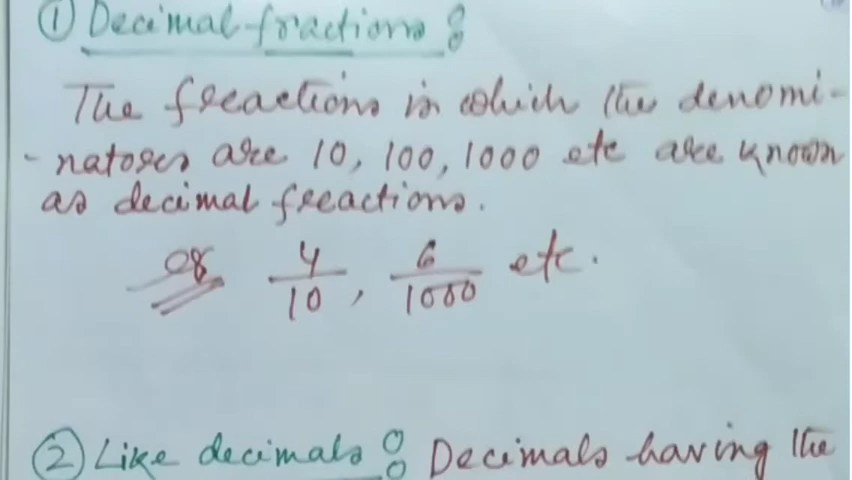 ① Decimal fractions :
The fractions in which the denomi-
-nators are 10, 100, 1000 etc are known
as decimal fractions.
4/10, 6/1000 etc.
② Like decimals : Decimals having the